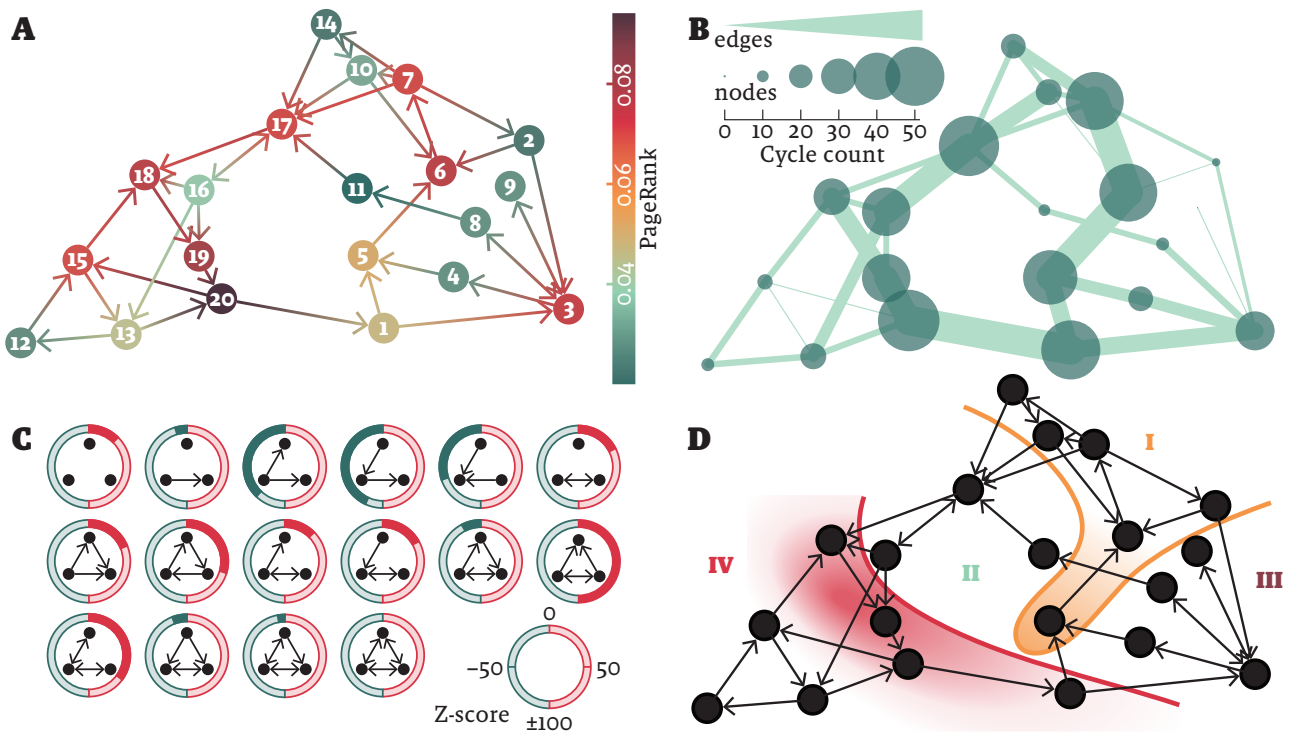 A
14
10
7
17
2
6
18
16
11
9
8
15
19
5
4
20
3
13
1
12
0.08
0.06
0.04
PageRank
B
edges
nodes
0 10 20 30 40 50
Cycle count
C
0
−50 50
±100
Z-score
D
I
II
III
IV